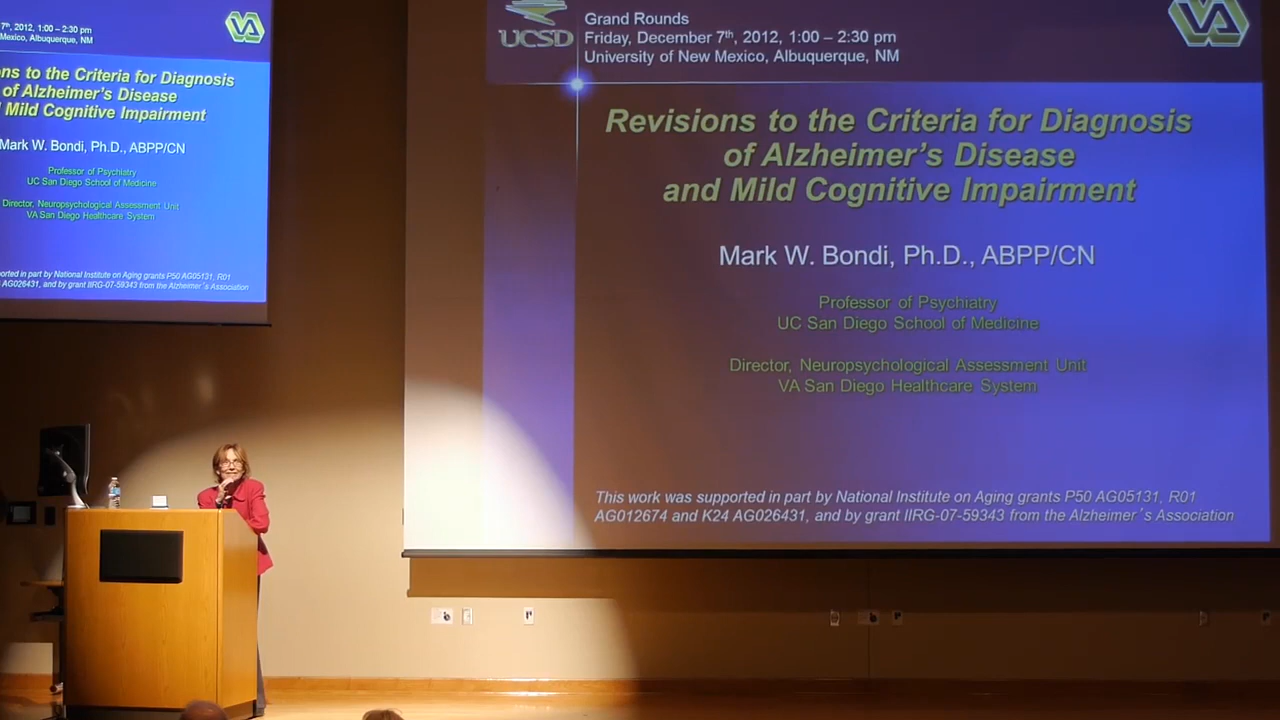 7th, 2012, 1:00 – 2:30 pm
Mexico, Albuquerque, NM
VA
ns to the Criteria for Diagnosis
of Alzheimer's Disease
Mild Cognitive Impairment
Mark W. Bondi, Ph.D., ABPP/CN
Professor of Psychiatry
UC San Diego School of Medicine
Director, Neuropsychological Assessment Unit
VA San Diego Healthcare System
orted in part by National Institute on Aging grants P50 AG05131, R01
AG026431, and by grant IIRG-07-59343 from the Alzheimer's Association
UCSD
Grand Rounds
Friday, December 7th, 2012, 1:00 – 2:30 pm
University of New Mexico, Albuquerque, NM
VA
Revisions to the Criteria for Diagnosis
of Alzheimer's Disease
and Mild Cognitive Impairment
Mark W. Bondi, Ph.D., ABPP/CN
Professor of Psychiatry
UC San Diego School of Medicine
Director, Neuropsychological Assessment Unit
VA San Diego Healthcare System
This work was supported in part by National Institute on Aging grants P50 AG05131, R01
AG012674 and K24 AG026431, and by grant IIRG-07-59343 from the Alzheimer's Association